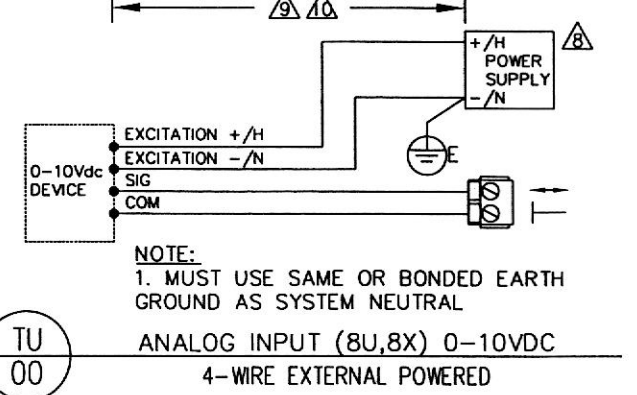 9 10
8
+/H
POWER
SUPPLY
-/N
E
EXCITATION +/H
EXCITATION -/N
0-10Vdc
DEVICE
SIG
COM
NOTE:
1. MUST USE SAME OR BONDED EARTH
GROUND AS SYSTEM NEUTRAL
TU
00
ANALOG INPUT (8U,8X) 0-10VDC
4-WIRE EXTERNAL POWERED